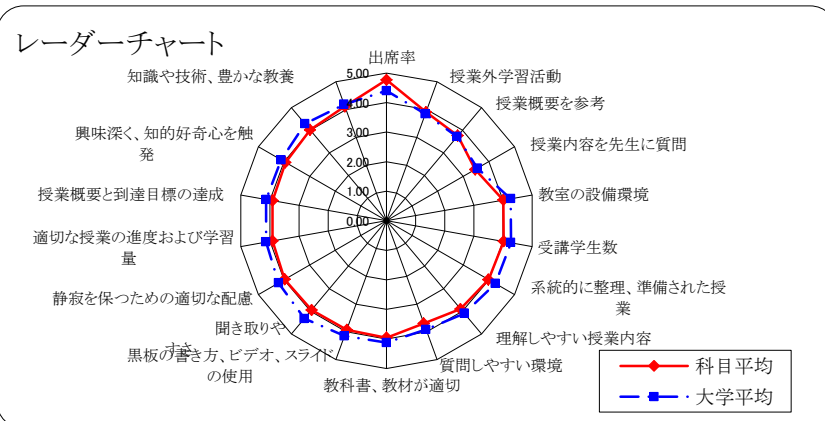 レーダーチャート
出席率
授業外学習活動
授業概要を参考
授業内容を先生に質問
教室の設備環境
受講学生数
系統的に整理、準備された授
業
理解しやすい授業内容
質問しやすい環境
教科書、教材が適切
黒板の書き方、ビデオ、スライド
の使用
聞き取りや
すさ
静寂を保つための適切な配慮
適切な授業の進度および学習
量
授業概要と到達目標の達成
興味深く、知的好奇心を触
発
知識や技術、豊かな教養
5.00
4.00
3.00
2.00
1.00
0.00
科目平均
大学平均